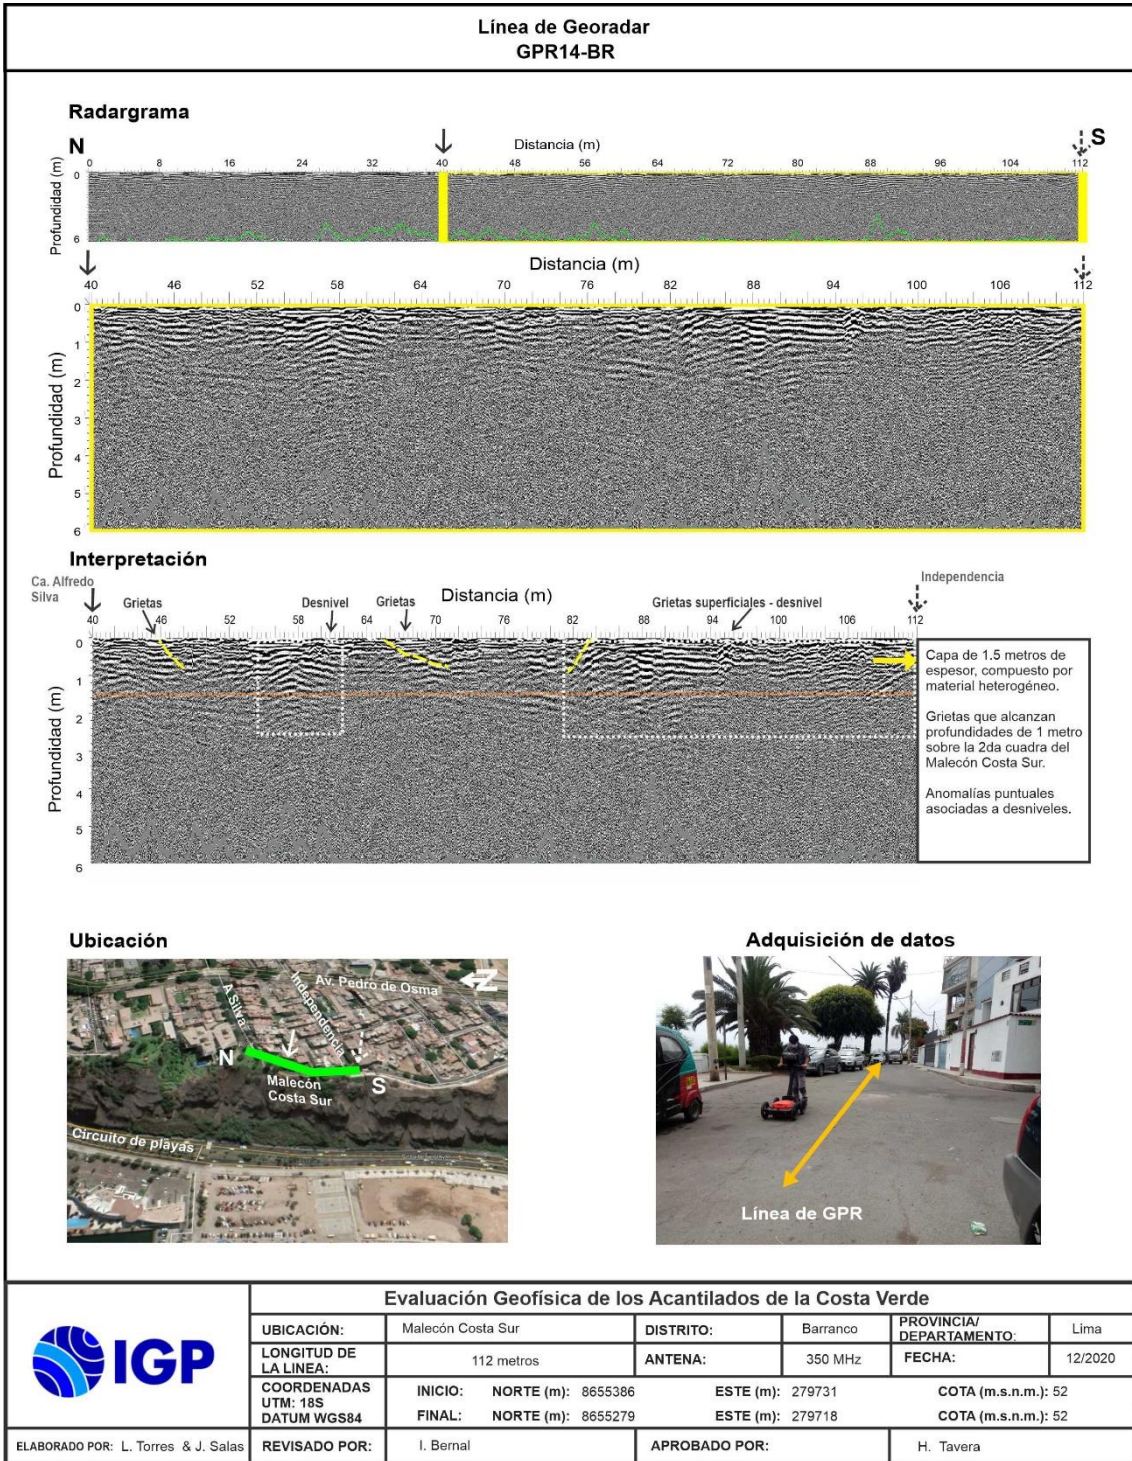 Línea de Georadar
GPR14-BR
Radargrama
N
S
Distancia (m)
0 8 16 24 32 40 48 56 64 72 80 88 96 104 112
Profundidad (m)
0
6
Distancia (m)
40 46 52 58 64 70 76 82 88 94 100 106 112
Profundidad (m)
0
1
2
3
4
5
6
Interpretación
Ca. Alfredo
Silva
Grietas
Desnivel
Grietas
Distancia (m)
Grietas superficiales - desnivel
Independencia
40 46 52 58 64 70 76 82 88 94 100 106 112
Profundidad (m)
0
1
2
3
4
5
6
Capa de 1.5 metros de
espesor, compuesto por
material heterogéneo.
Grietas que alcanzan
profundidades de 1 metro
sobre la 2da cuadra del
Malecón Costa Sur.
Anomalías puntuales
asociadas a desniveles.
Ubicación
Av. Pedro de Osma
N
A Silva
Independencia
N
S
Malecón
Costa Sur
Circuito de playas
Adquisición de datos
Línea de GPR
IGP
Evaluación Geofísica de los Acantilados de la Costa Verde
UBICACIÓN: Malecón Costa Sur DISTRITO: Barranco PROVINCIA/ DEPARTAMENTO: Lima
LONGITUD DE LA LINEA: 112 metros ANTENA: 350 MHz FECHA: 12/2020
COORDENADAS
UTM: 18S
DATUM WGS84
INICIO: NORTE (m): 8655386 ESTE (m): 279731 COTA (m.s.n.m.): 52
FINAL: NORTE (m): 8655279 ESTE (m): 279718 COTA (m.s.n.m.): 52
ELABORADO POR: L. Torres & J. Salas REVISADO POR: I. Bernal APROBADO POR: H. Tavera